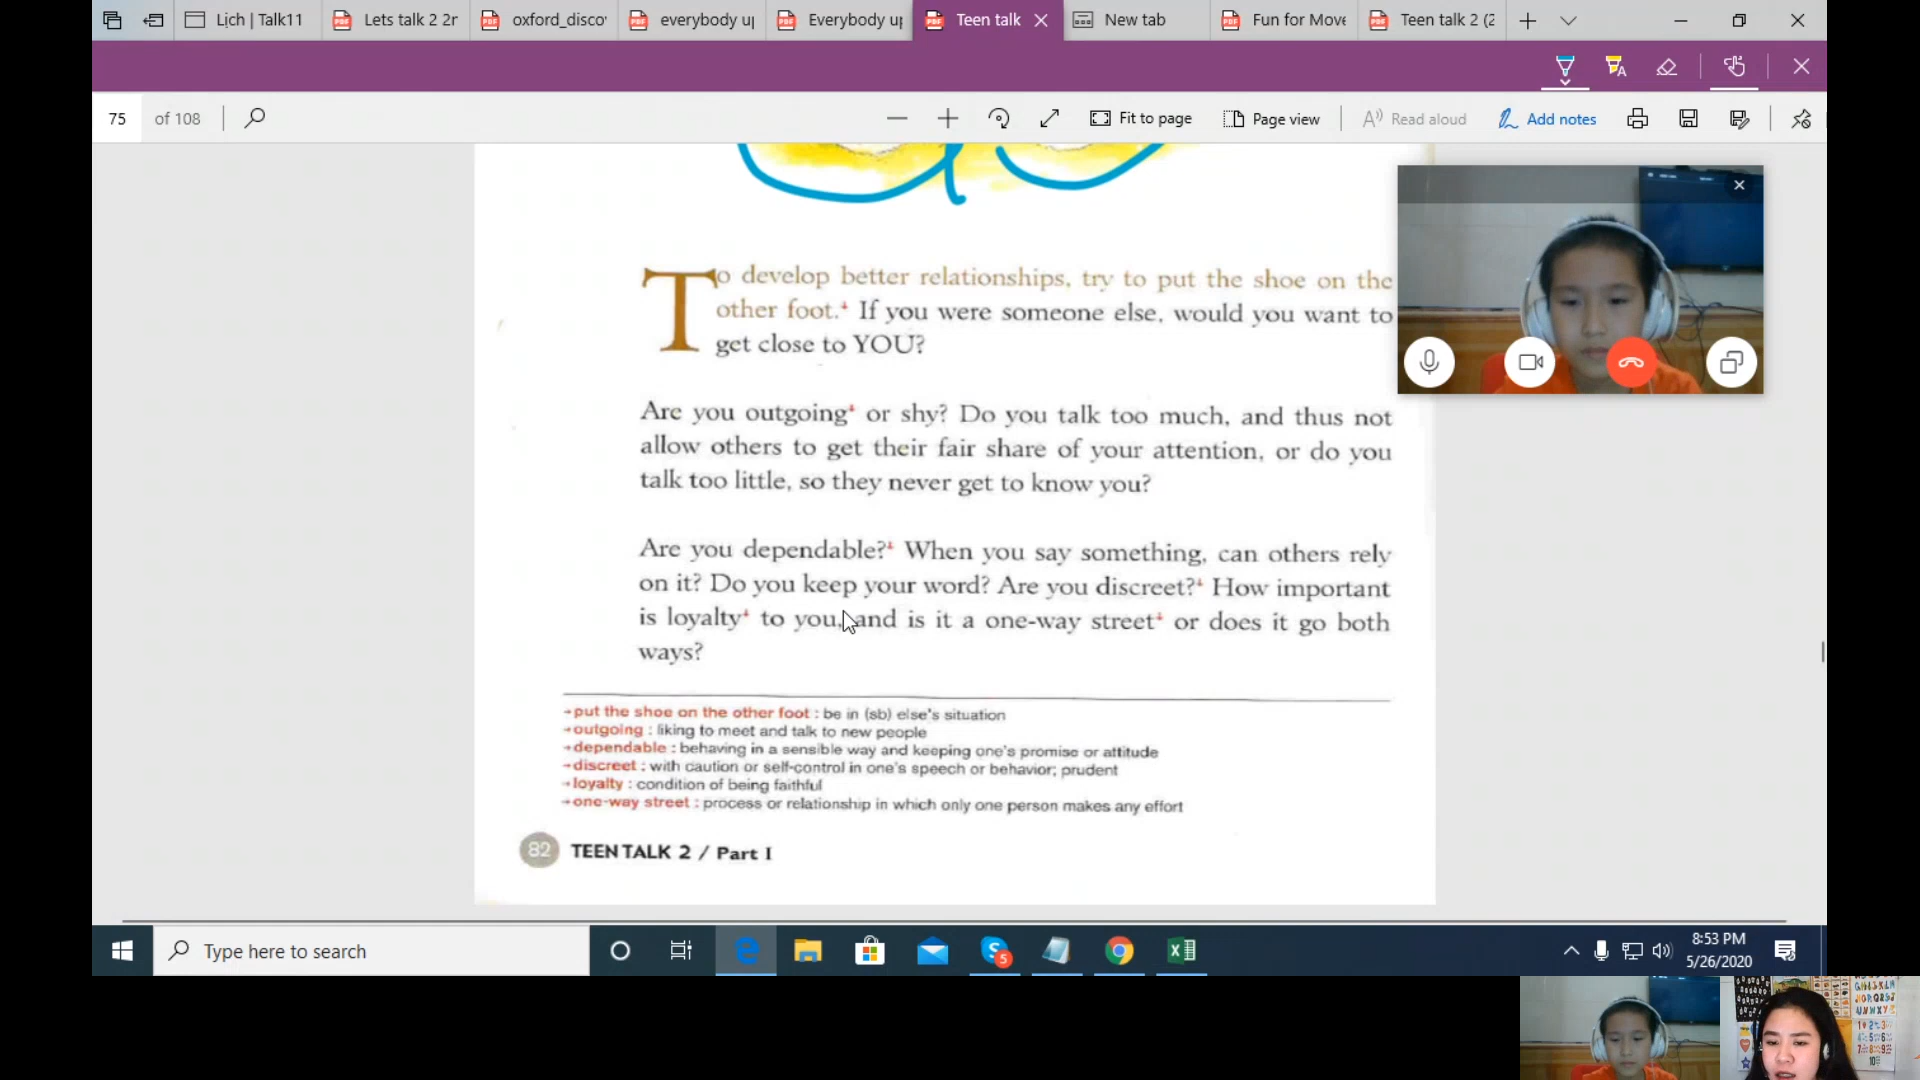 Lịch | Talk11
Lets talk 2 2r
oxford_disco
everybody up
Everybody up
Teen talk
New tab
Fun for Move
Teen talk 2 (2
75 of 108
Fit to page
Page view
Read aloud
Add notes
To develop better relationships, try to put the shoe on the
other foot. If you were someone else, would you want to
get close to YOU?
Are you outgoing or shy? Do you talk too much, and thus not
allow others to get their fair share of your attention, or do you
talk too little, so they never get to know you?
Are you dependable? When you say something, can others rely
on it? Do you keep your word? Are you discreet? How important
is loyalty to you, and is it a one-way street or does it go both
ways?
put the shoe on the other foot : be in (sb) else's situation
outgoing : liking to meet and talk to new people
dependable : behaving in a sensible way and keeping one's promise or attitude
discreet : with caution or self-control in one's speech or behavior; prudent
loyalty : condition of being faithful
one-way street : process or relationship in which only one person makes any effort
82 TEEN TALK 2 / Part I
Type here to search
5
8:53 PM
5/26/2020